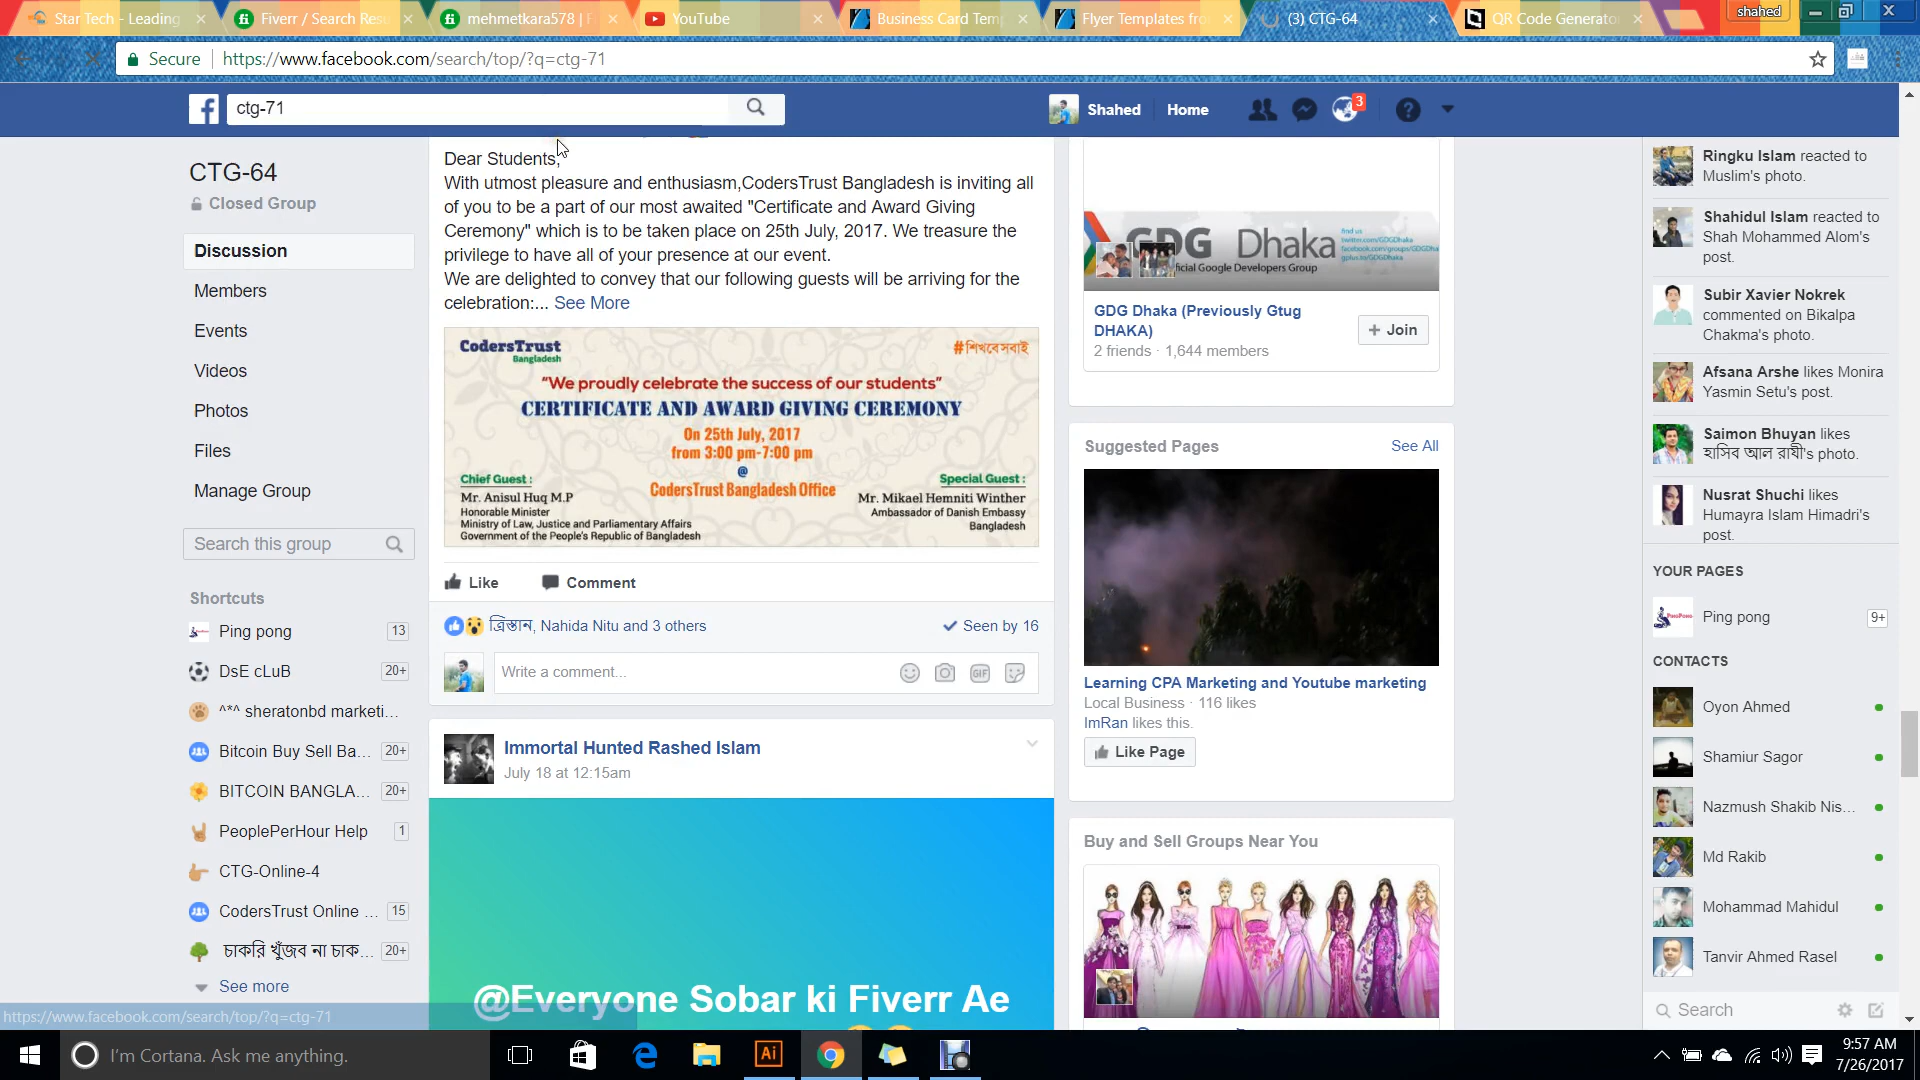 Star Tech - Leading
Fiverr / Search Resu
mehmetkara578 | F
YouTube
Business Card Temp
Flyer Templates fro
(3) CTG-64
QR Code Generator
shahed
Secure
https://www.facebook.com/search/top/?q=ctg-71
ctg-71
Shahed
Home
3
CTG-64
Closed Group
Discussion
Members
Events
Videos
Photos
Files
Manage Group
Search this group
Shortcuts
Ping pong 13
DsE cLuB 20+
^*^ sheratonbd marketi...
Bitcoin Buy Sell Ba... 20+
BITCOIN BANGLA... 20+
PeoplePerHour Help 1
CTG-Online-4
CodersTrust Online ... 15
চাকরি খুঁজব না চাক... 20+
See more
https://www.facebook.com/search/top/?q=ctg-71
Dear Students,
With utmost pleasure and enthusiasm,CodersTrust Bangladesh is inviting all
of you to be a part of our most awaited "Certificate and Award Giving
Ceremony" which is to be taken place on 25th July, 2017. We treasure the
privilege to have all of your presence at our event.
We are delighted to convey that our following guests will be arriving for the
celebration:... See More
CodersTrust
Bangladesh
#শিখবেসবাই
"We proudly celebrate the success of our students"
CERTIFICATE AND AWARD GIVING CEREMONY
On 25th July, 2017
from 3:00 pm-7:00 pm
@
CodersTrust Bangladesh Office
Chief Guest :
Mr. Anisul Huq M.P
Honorable Minister
Ministry of Law, Justice and Parliamentary Affairs
Government of the People's Republic of Bangladesh
Special Guest :
Mr. Mikael Hemniti Winther
Ambassador of Danish Embassy
Bangladesh
Like
Comment
ত্রিস্তান, Nahida Nitu and 3 others
Seen by 16
Write a comment...
GIF
Immortal Hunted Rashed Islam
July 18 at 12:15am
@Everyone Sobar ki Fiverr Ae
GDG Dhaka
find us
twitter.com/GDGDhaka
facebook.com/groups/GDGDha
gplus.to/GDGDhaka
ficial Google Developers Group
GDG Dhaka (Previously Gtug
DHAKA)
2 friends · 1,644 members
+ Join
Suggested Pages
See All
Learning CPA Marketing and Youtube marketing
Local Business · 116 likes
ImRan likes this.
Like Page
Buy and Sell Groups Near You
Ringku Islam reacted to
Muslim's photo.
Shahidul Islam reacted to
Shah Mohammed Alom's
post.
Subir Xavier Nokrek
commented on Bikalpa
Chakma's photo.
Afsana Arshe likes Monira
Yasmin Setu's post.
Saimon Bhuyan likes
হাসিব আল রাযী's photo.
Nusrat Shuchi likes
Humayra Islam Himadri's
post.
YOUR PAGES
Ping pong 9+
CONTACTS
Oyon Ahmed
Shamiur Sagor
Nazmush Shakib Nis...
Md Rakib
Mohammad Mahidul
Tanvir Ahmed Rasel
Search
I'm Cortana. Ask me anything.
Ai
9:57 AM
7/26/2017